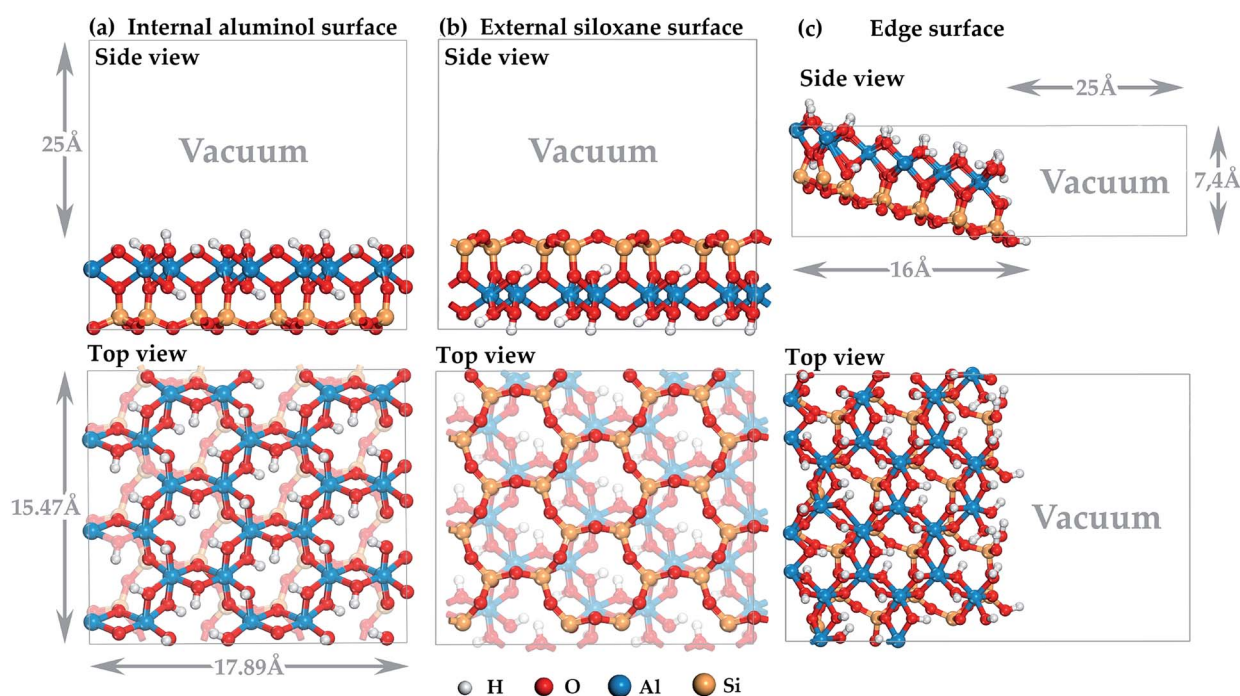 (a) Internal aluminol surface
Side view
25Å
Vacuum
Top view
15.47Å
17.89Å
(b) External siloxane surface
Side view
Vacuum
Top view
(c) Edge surface
Side view
25Å
Vacuum
7,4Å
16Å
Top view
Vacuum
H O Al Si